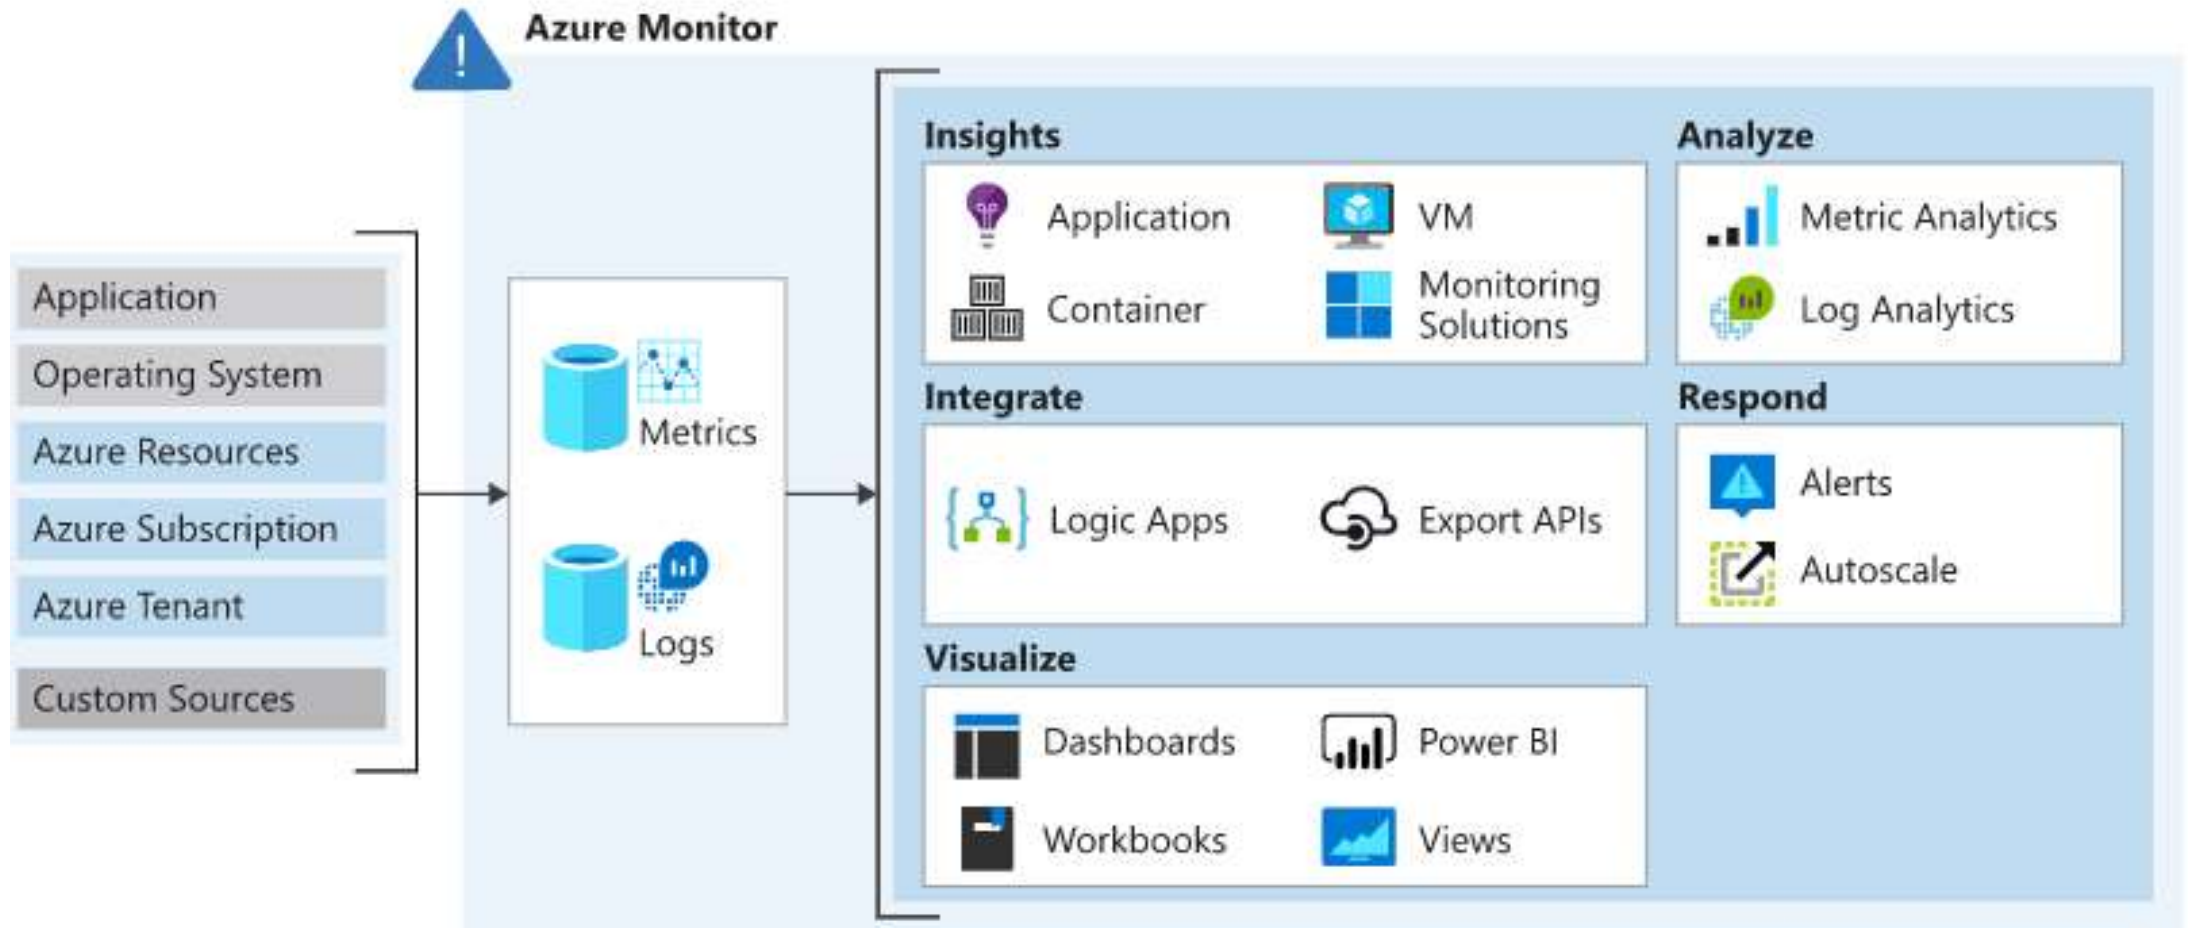 Azure Monitor
Application
Operating System
Azure Resources
Azure Subscription
Azure Tenant
Custom Sources
Metrics
Logs
Insights
Application
VM
Container
Monitoring
Solutions
Analyze
Metric Analytics
Log Analytics
Integrate
Logic Apps
Export APIs
Respond
Alerts
Autoscale
Visualize
Dashboards
Power BI
Workbooks
Views